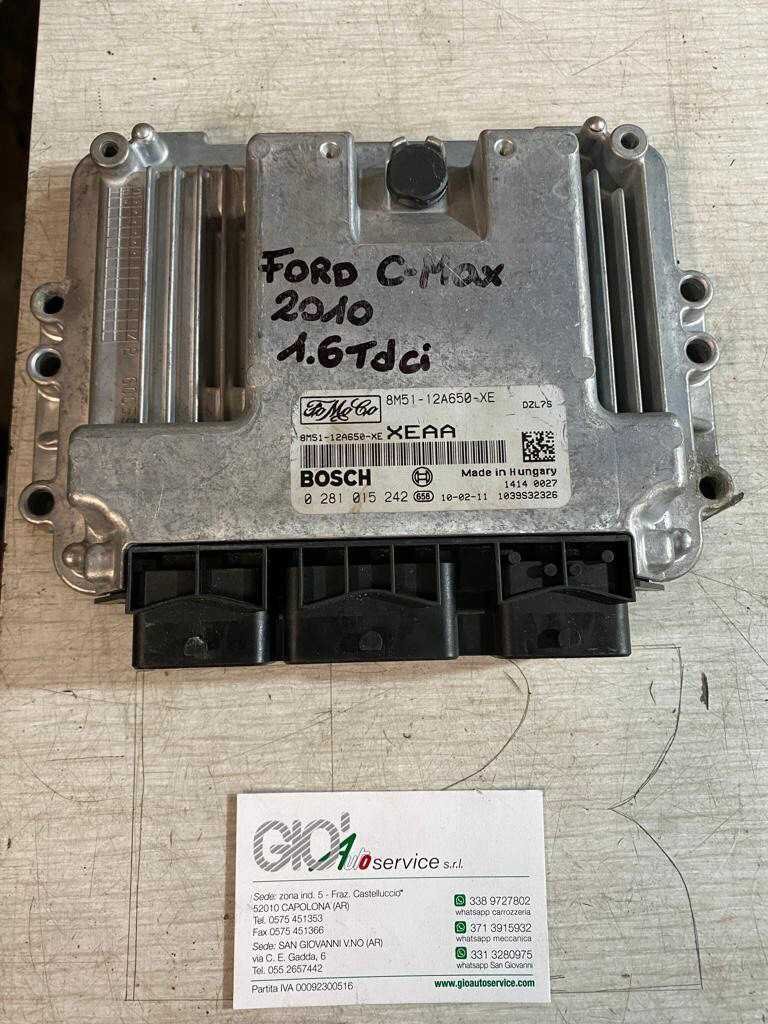 FORD C-Max
2010
1.6Tdci
FoMoCo
8M51-12A650-XE
DZL7S
8M51-12A650-XE XEAA
BOSCH
Made in Hungary
1414 0027
0 281 015 242 658 10-02-11 1039S32326
GIO' Autoservice s.r.l.
Sede: zona ind. 5 - Fraz. Castelluccio"
52010 CAPOLONA (AR)
Tel. 0575 451353
Fax 0575 451366
Sede: SAN GIOVANNI V.NO (AR)
via C. E. Gadda, 6
Tel. 055 2657442
Partita IVA 00092300516
338 9727802
whatsapp carrozzeria
371 3915932
whatsapp meccanica
331 3280975
whatsapp San Giovanni
www.gioautoservice.com